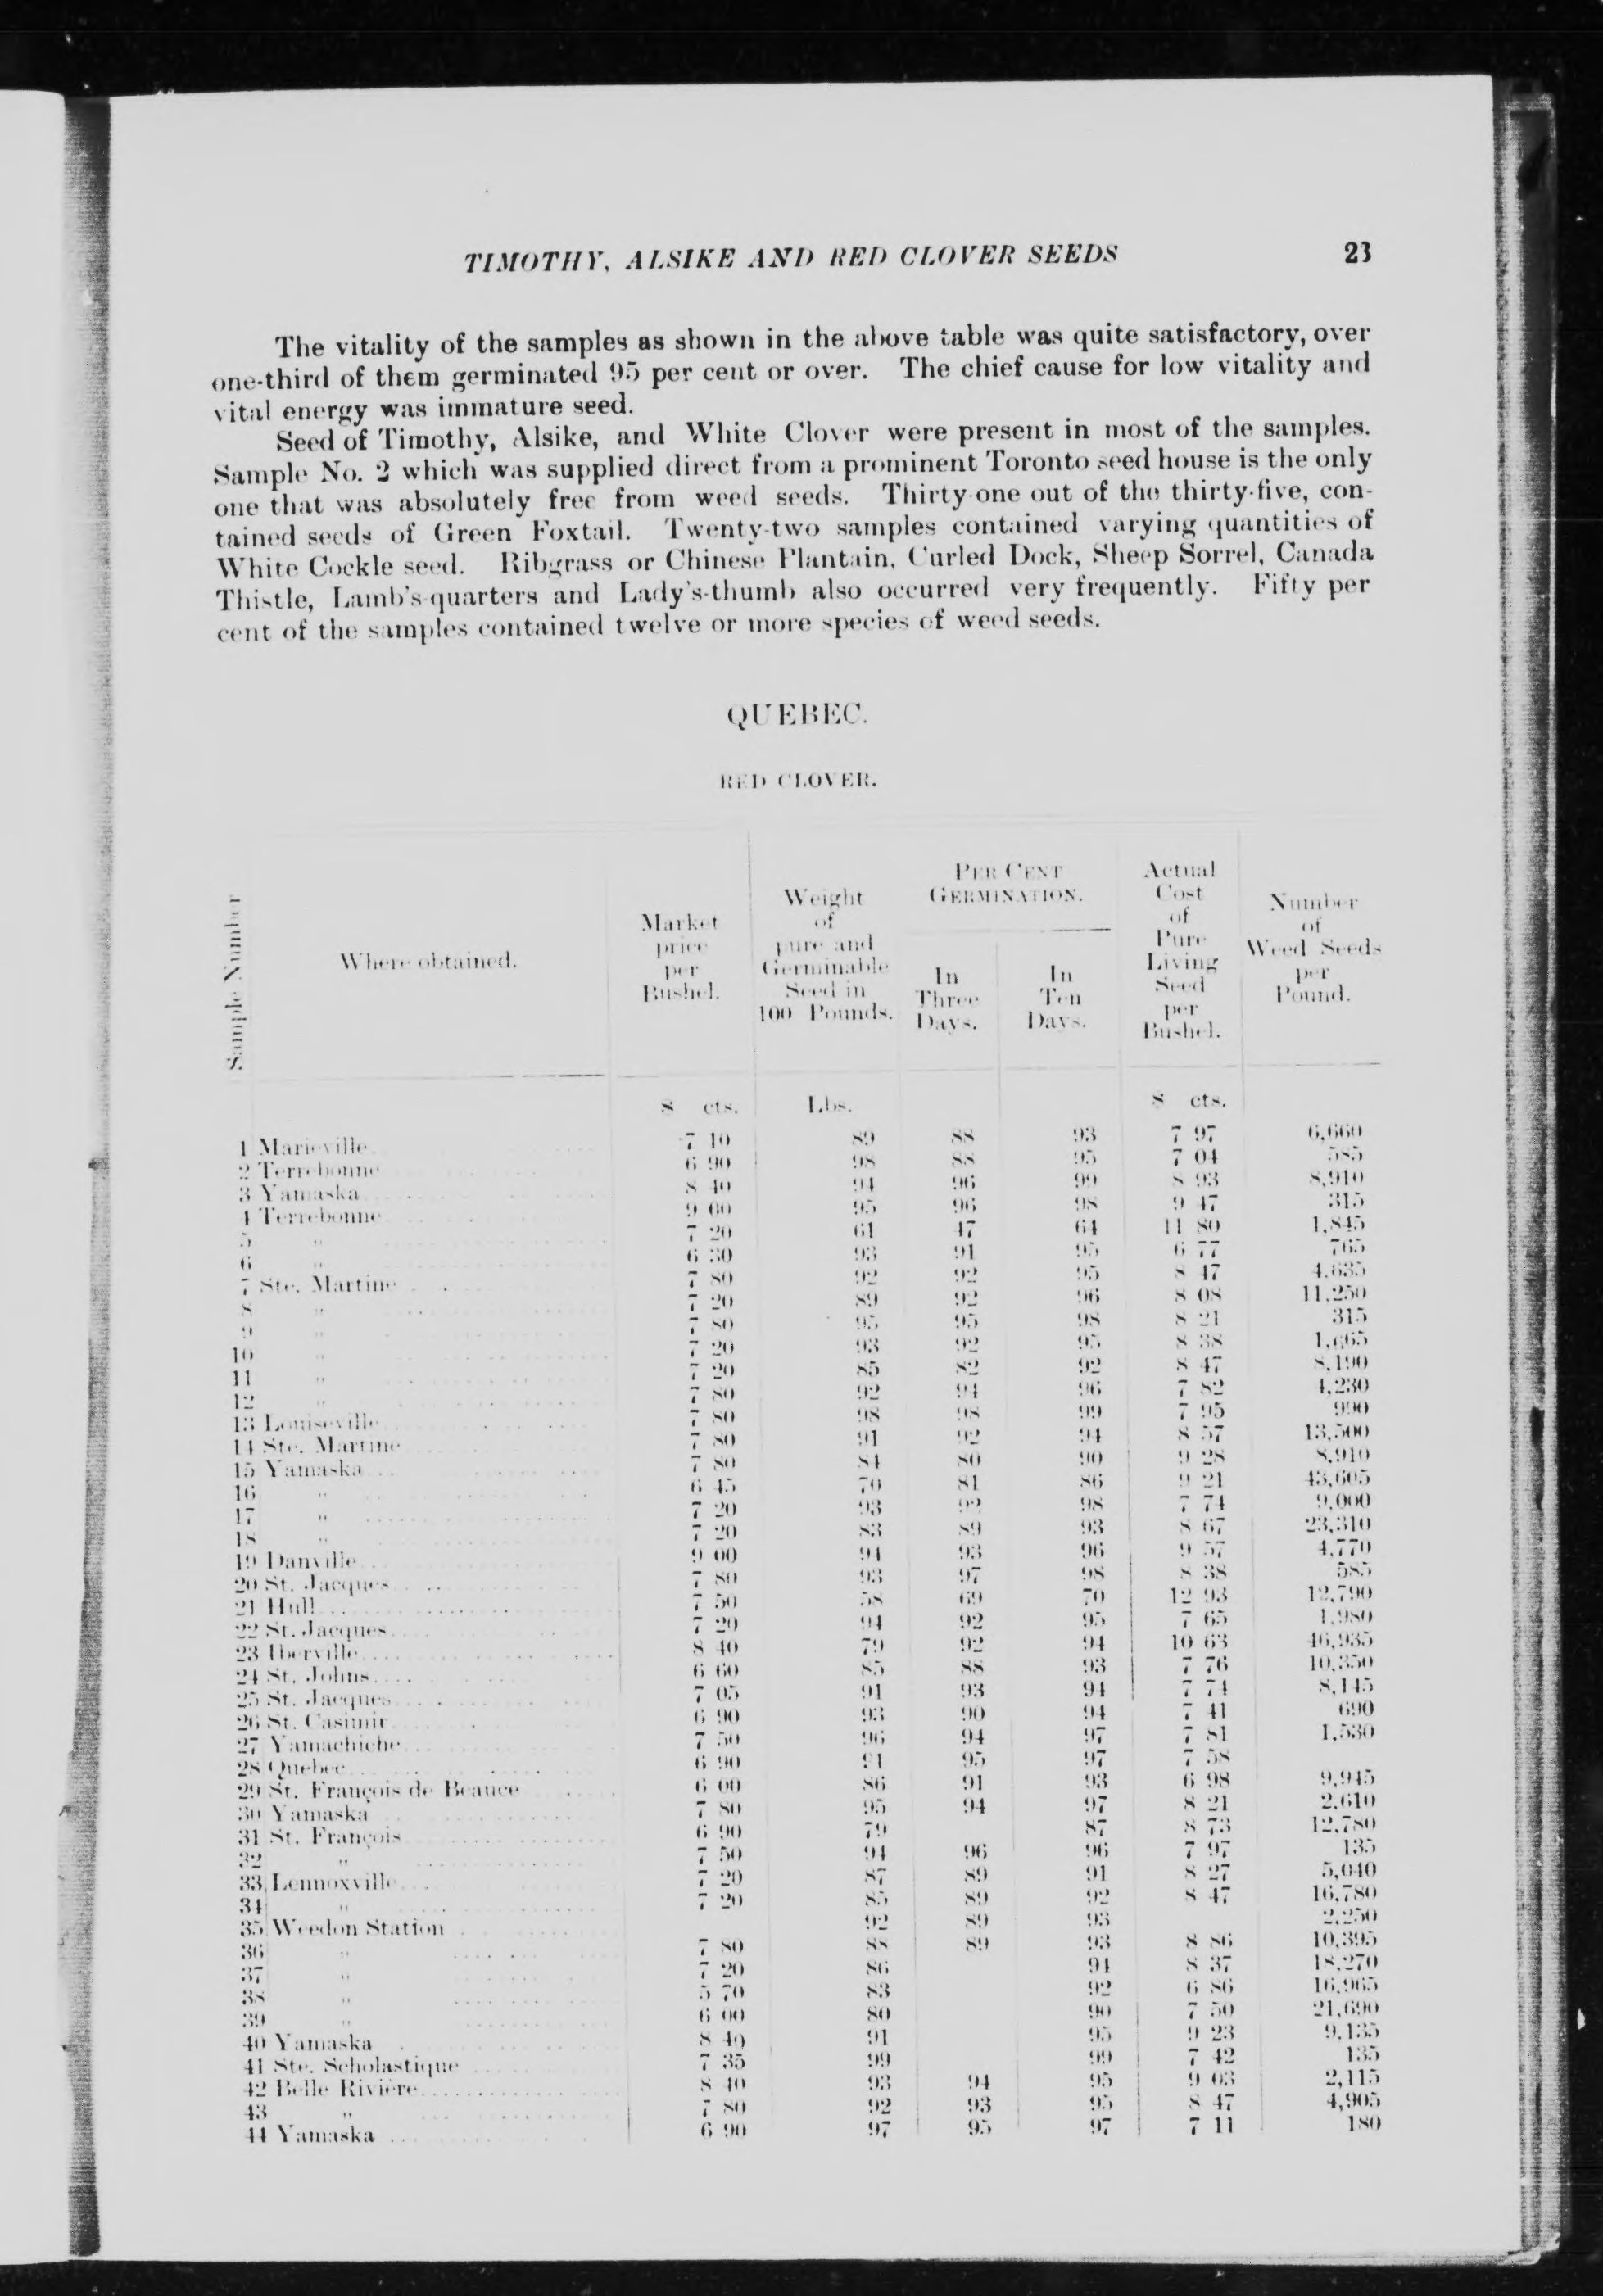 TIMOTHY, ALSIKE AND RED CLOVER SEEDS 23
The vitality of the samples as shown in the above table was quite satisfactory, over
one-third of them germinated 95 per cent or over. The chief cause for low vitality and
vital energy was immature seed.
Seed of Timothy, Alsike, and White Clover were present in most of the samples.
Sample No. 2 which was supplied direct from a prominent Toronto seed house is the only
one that was absolutely free from weed seeds. Thirty-one out of the thirty-five, con-
tained seeds of Green Foxtail. Twenty-two samples contained varying quantities of
White Cockle seed. Ribgrass or Chinese Plantain, Curled Dock, Sheep Sorrel, Canada
Thistle, Lamb's-quarters and Lady's-thumb also occurred very frequently. Fifty per
cent of the samples contained twelve or more species of weed seeds.
QUEBEC.
RED CLOVER.
Sample Number
Where obtained.
Market
price
per
Bushel.
Weight
of
pure and
Germinable
Seed in
100 Pounds.
PER CENT
GERMINATION.
In
Three
Days.
In
Ten
Days.
Actual
Cost
of
Pure
Living
Seed
per
Bushel.
Number
of
Weed Seeds
per
Pound.
$ cts. Lbs. $ cts.
1 Marieville 7 10 89 88 93 7 97 6,660
2 Terrebonne 6 90 98 88 95 7 04 585
3 Yamaska 8 40 94 96 99 8 93 8,910
4 Terrebonne 9 00 95 96 98 9 47 315
5 " 7 20 61 47 64 11 80 1,845
6 " 6 30 93 91 95 6 77 765
7 Ste. Martine 7 80 92 92 95 8 47 4,635
8 " 7 20 89 92 96 8 08 11,250
9 " 7 80 95 95 98 8 21 315
10 " 7 20 93 92 95 8 38 1,665
11 " 7 20 85 82 92 8 47 8,190
12 " 7 80 92 94 96 7 82 4,230
13 Louiseville 7 80 98 98 99 7 95 990
14 Ste. Martine 7 80 91 92 94 8 57 13,500
15 Yamaska 7 80 84 80 90 9 28 8,910
16 " 6 45 70 81 86 9 21 43,605
17 " 7 20 93 92 98 7 74 9,000
18 " 7 20 83 89 93 8 67 23,310
19 Danville 9 00 94 93 96 9 57 4,770
20 St. Jacques 7 80 93 97 98 8 38 585
21 Hull 7 50 58 69 70 12 93 12,790
22 St. Jacques 7 20 94 92 95 7 65 1,980
23 Iberville 8 40 79 92 94 10 63 46,935
24 St. Johns 6 60 85 88 93 7 76 10,350
25 St. Jacques 7 05 91 93 94 7 74 8,145
26 St. Casimir 6 90 93 90 94 7 41 690
27 Yamachiche 7 50 96 94 97 7 81 1,530
28 Quebec 6 90 91 95 97 7 58
29 St. François de Beauce 6 00 86 91 93 6 98 9,945
30 Yamaska 7 80 95 94 97 8 21 2,610
31 St. François 6 90 79 87 8 73 12,780
32 " 7 50 94 96 96 7 97 135
33 Lennoxville 7 20 87 89 91 8 27 5,040
34 " 7 20 85 89 92 8 47 16,780
35 Weedon Station 92 89 93 2,250
36 " 7 80 88 89 93 8 86 10,395
37 " 7 20 86 94 8 37 18,270
38 " 5 70 83 92 6 86 16,965
39 " 6 00 80 90 7 50 21,690
40 Yamaska 8 40 91 95 9 23 9,135
41 Ste. Scholastique 7 35 99 99 7 42 135
42 Belle Rivière 8 40 93 94 95 9 03 2,115
43 " 7 80 92 93 95 8 47 4,905
44 Yamaska 6 90 97 95 97 7 11 180